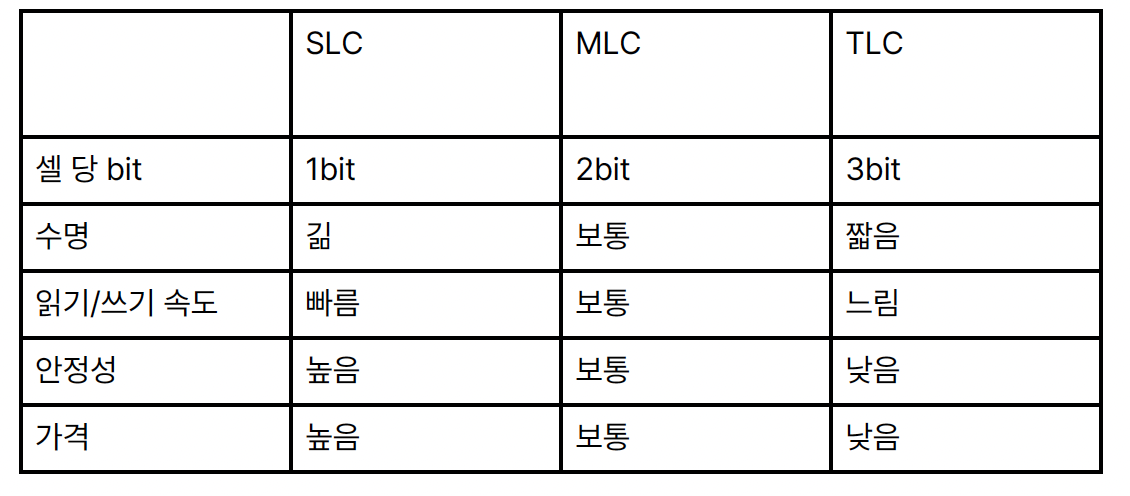 SLC MLC TLC
셀 당 bit 1bit 2bit 3bit
수명 긺 보통 짧음
읽기/쓰기 속도 빠름 보통 느림
안정성 높음 보통 낮음
가격 높음 보통 낮음